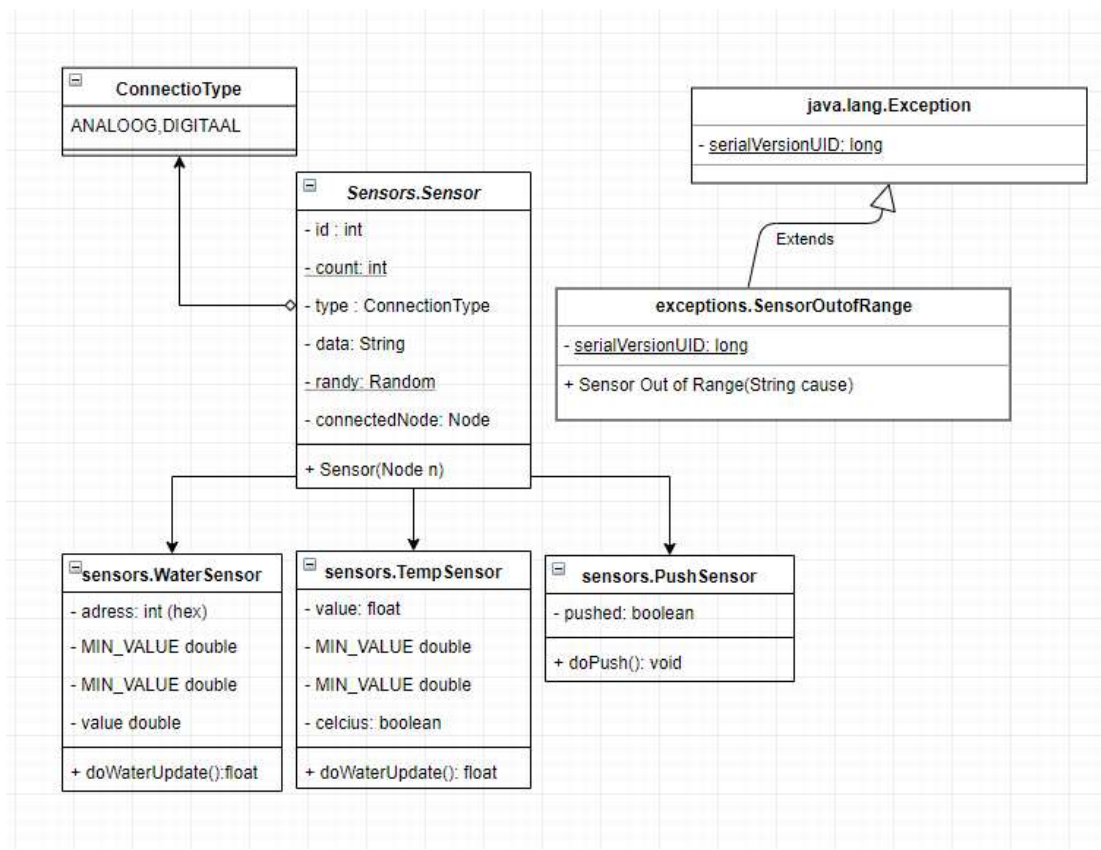 ConnectioType
ANALOOG,DIGITAAL
java.lang.Exception
- serialVersionUID: long
Extends
Sensors.Sensor
- id : int
- count: int
- type : ConnectionType
- data: String
- randy: Random
- connectedNode: Node
+ Sensor(Node n)
exceptions.SensorOutofRange
- serialVersionUID: long
+ Sensor Out of Range(String cause)
sensors.WaterSensor
- adress: int (hex)
- MIN_VALUE double
- MIN_VALUE double
- value double
+ doWaterUpdate():float
sensors.TempSensor
- value: float
- MIN_VALUE double
- MIN_VALUE double
- celcius: boolean
+ doWaterUpdate(): float
sensors.PushSensor
- pushed: boolean
+ doPush(): void